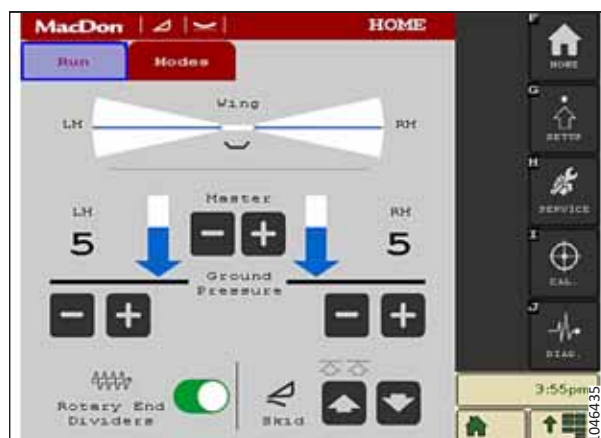 MacDon HOME
Run Modes
Wing
LH RH
Master
LH RH
5 5
Ground
Pressure
Rotary End
Dividers
Skid
F
HOME
G
SETUP
H
SERVICE
I
CAL.
J
DIAG.
3:55pm
1046435